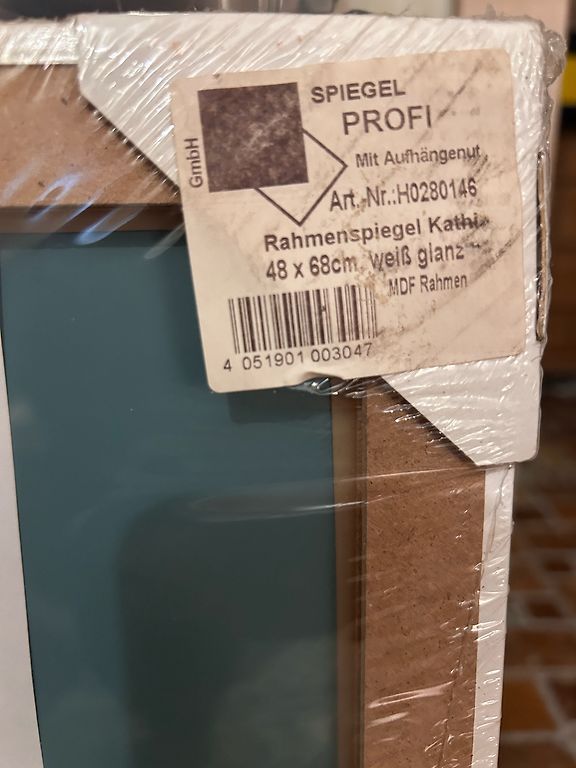 SPIEGEL
PROFI
GmbH
Mit Aufhängenut
Art.-Nr.:H0280146
Rahmenspiegel Kathi
48 x 68cm, weiß glanz
MDF Rahmen
4 051901 003047